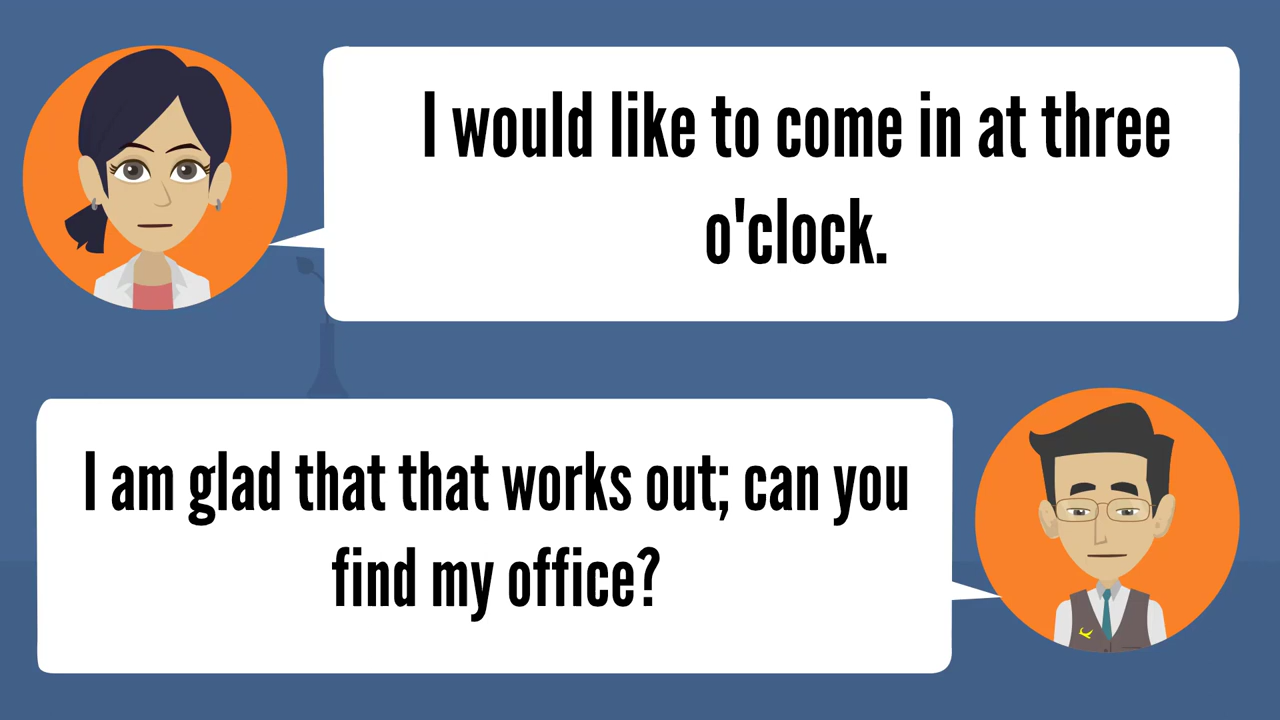 I would like to come in at three
o'clock.
I am glad that that works out; can you
find my office?